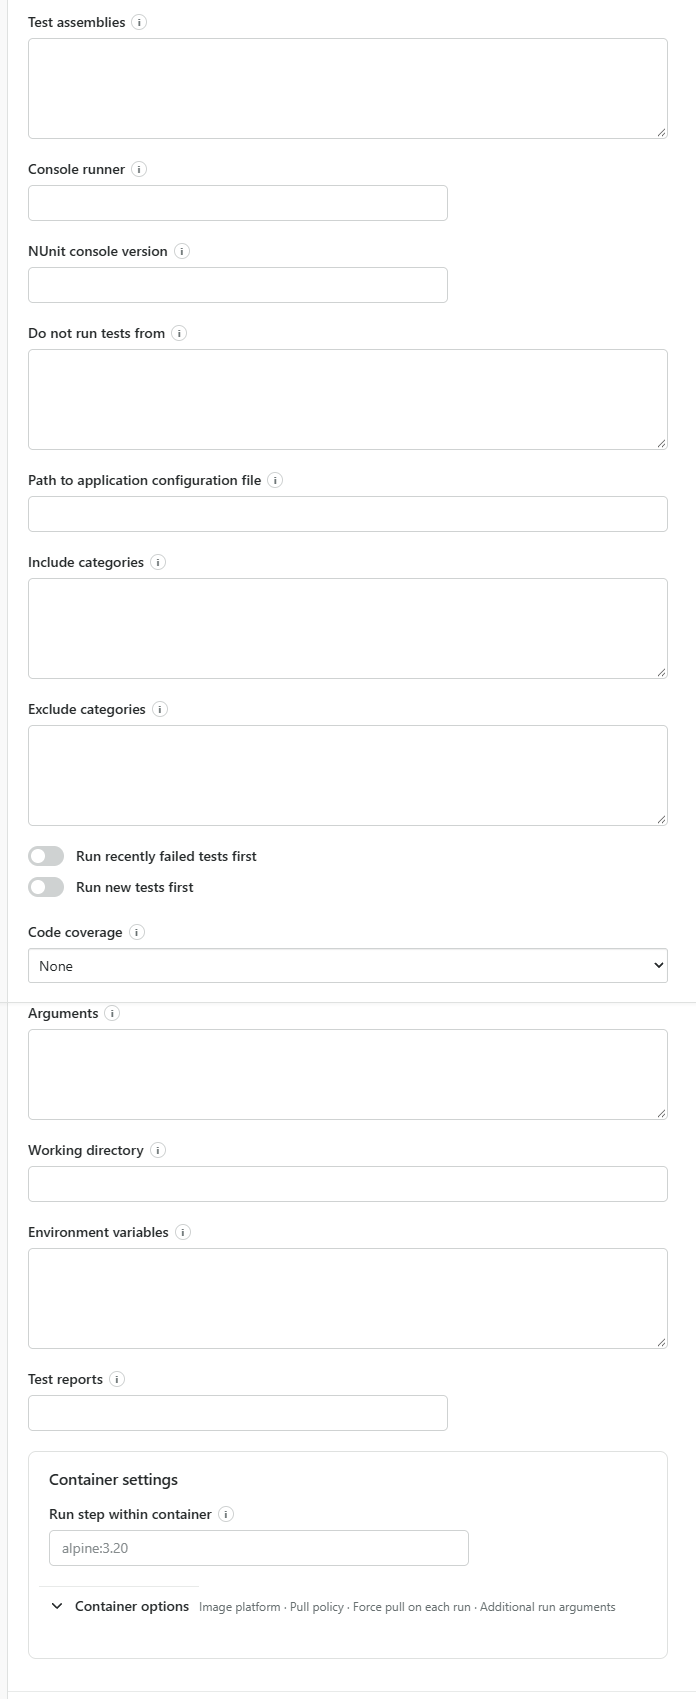 Test assemblies
Console runner
NUnit console version
Do not run tests from
Path to application configuration file
Include categories
Exclude categories
Run recently failed tests first
Run new tests first
Code coverage
None
Arguments
Working directory
Environment variables
Test reports
Container settings
Run step within container
alpine:3.20
Container options Image platform · Pull policy · Force pull on each run · Additional run arguments